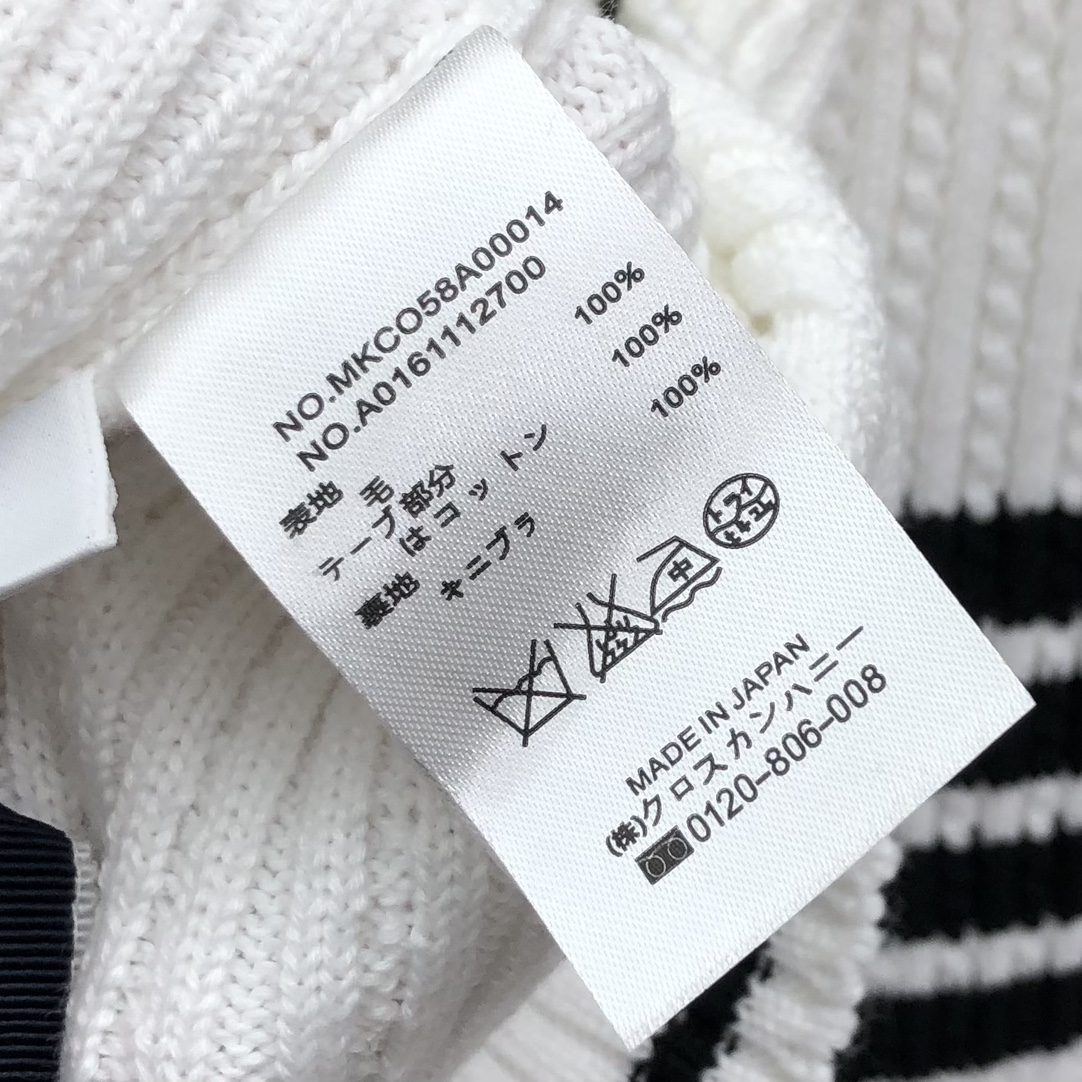 NO.MKCO58A00014
NO.A0161112700
表地 毛 100%
テープ部分
はコットン 100%
裏地 キュプラ 100%
中
ドライ
MADE IN JAPAN
(株)クロスカンハニー
0120-806-008